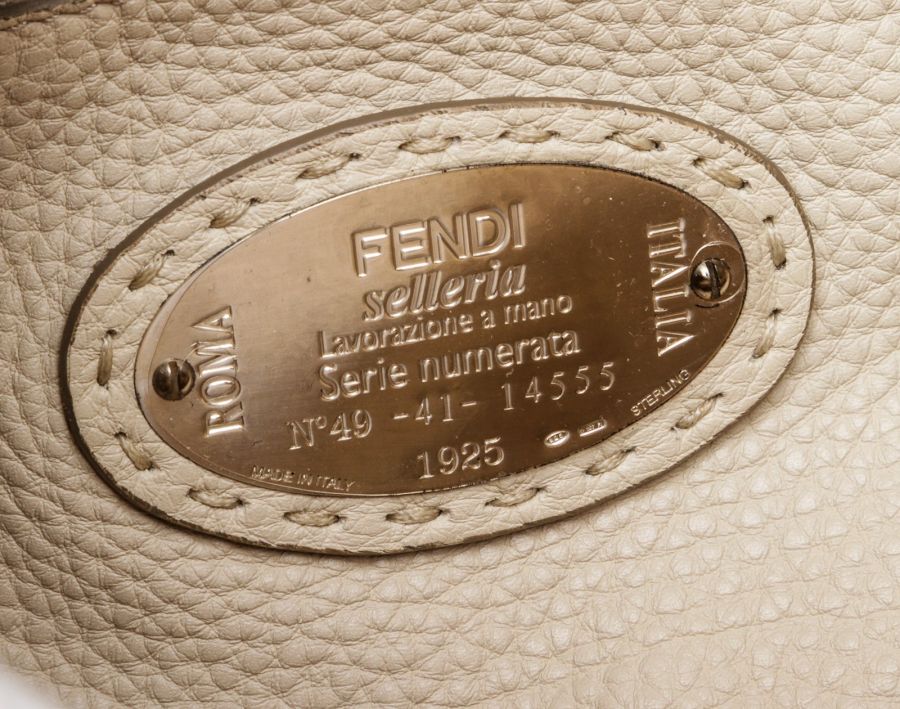 FENDI
selleria
Lavorazione a mano
Serie numerata
N° 49 -41- 14555
1925
ROMA
ITALIA
MADE IN ITALY
STERLING